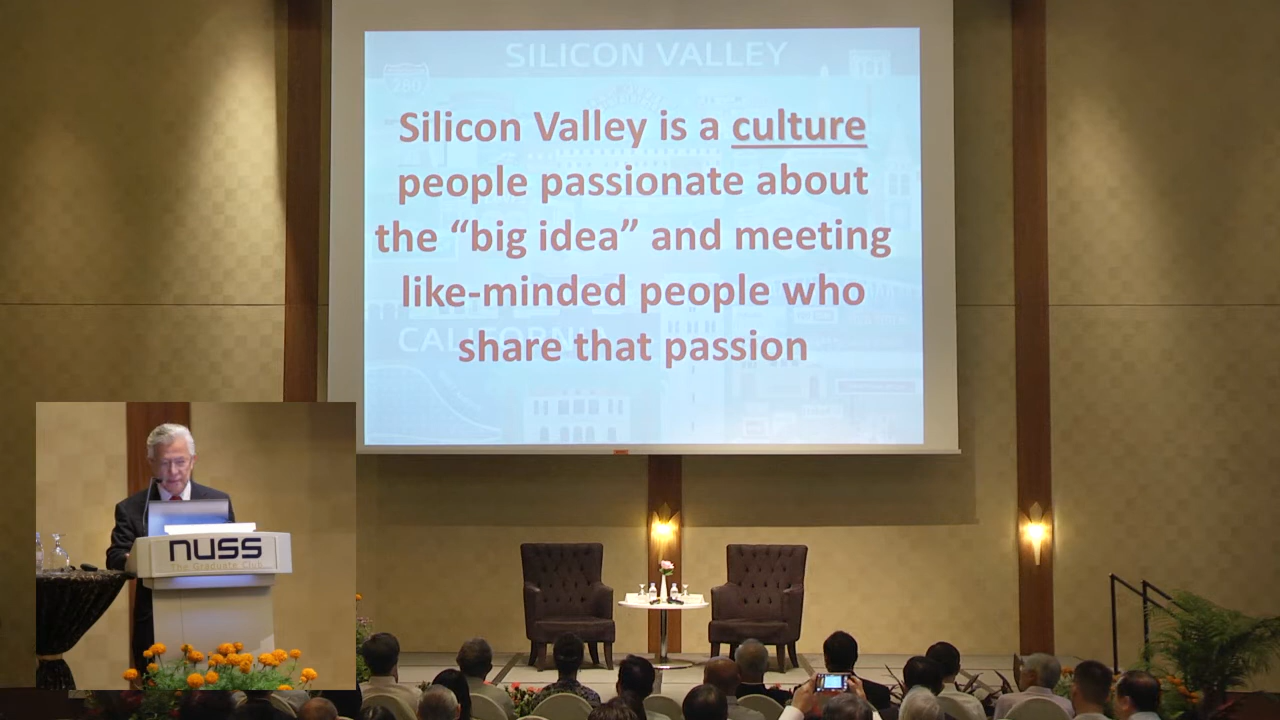 SILICON VALLEY
280
Silicon Valley is a culture
people passionate about
the “big idea” and meeting
like-minded people who
CALIFORNIA
share that passion
nuss
The Graduate Club